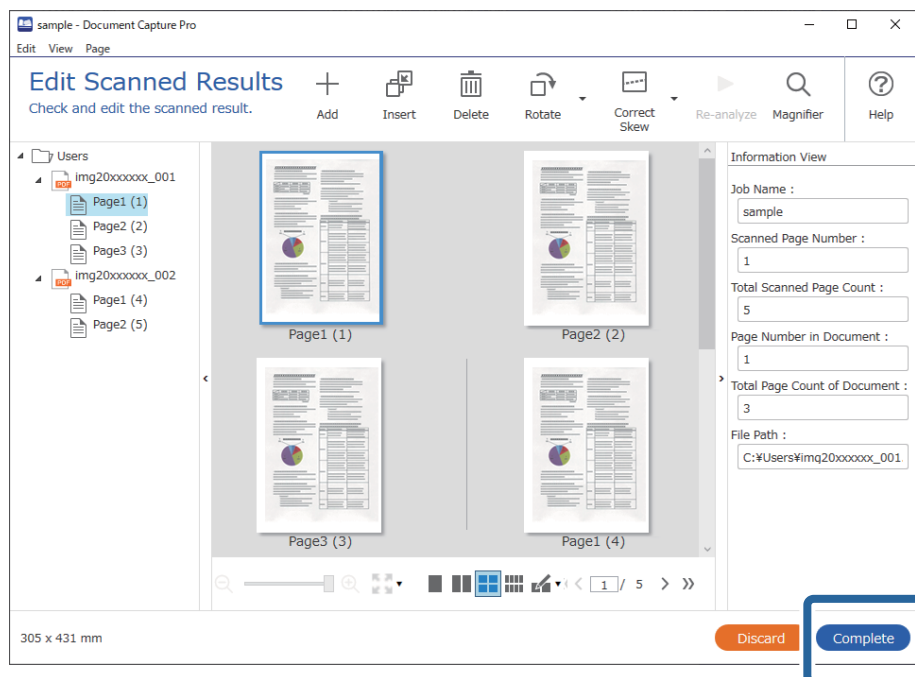 sample - Document Capture Pro
Edit View Page
Edit Scanned Results
Check and edit the scanned result.
Add
Insert
Delete
Rotate
Correct
Skew
Re-analyze
Magnifier
Help
Users
PDF
img20xxxxxx_001
Page1 (1)
Page2 (2)
Page3 (3)
PDF
img20xxxxxx_002
Page1 (4)
Page2 (5)
Page1 (1)
Page2 (2)
Page3 (3)
Page1 (4)
1 / 5
Information View
Job Name :
sample
Scanned Page Number :
1
Total Scanned Page Count :
5
Page Number in Document :
1
Total Page Count of Document :
3
File Path :
C:¥Users¥img20xxxxxx_001.
305 x 431 mm
Discard
Complete